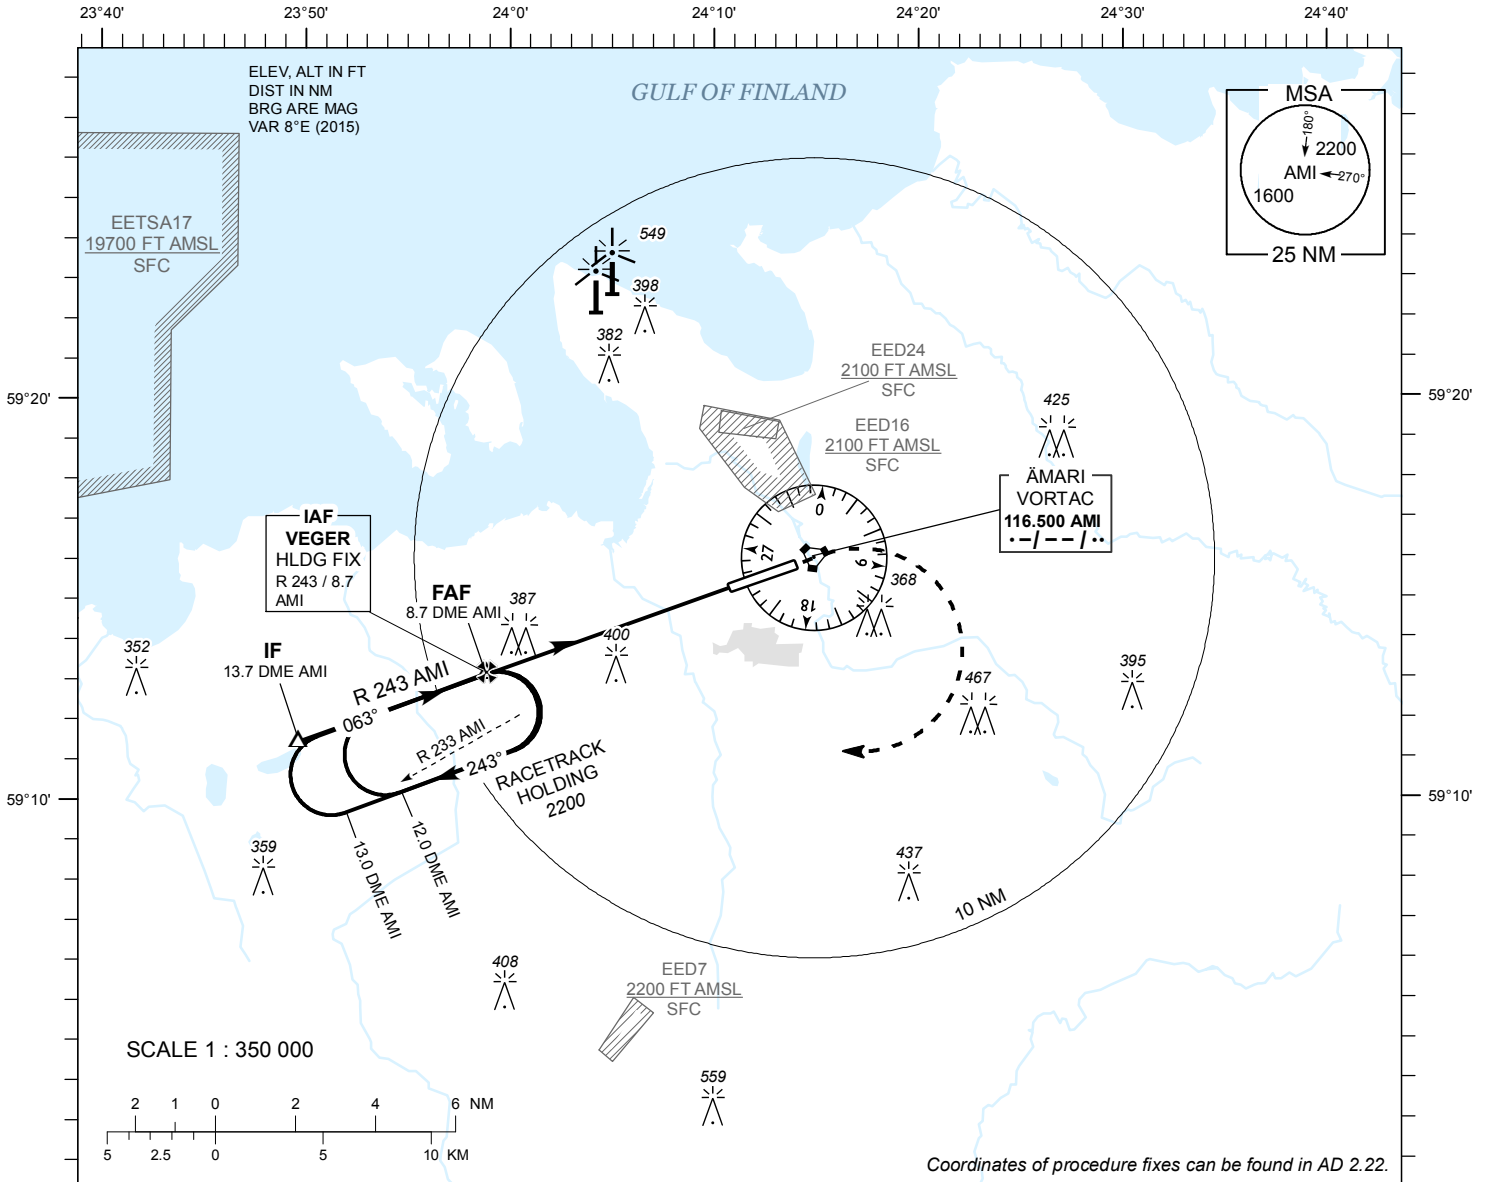 23°40'
23°50'
24°0'
24°10'
24°20'
24°30'
24°40'
ELEV, ALT IN FT
DIST IN NM
BRG ARE MAG
VAR 8°E (2015)
GULF OF FINLAND
MSA
180°
2200
AMI
270°
1600
25 NM
EETSA17
19700 FT AMSL
SFC
549
398
382
EED24
2100 FT AMSL
SFC
59°20'
59°20'
425
EED16
2100 FT AMSL
SFC
ÄMARI
VORTAC
116.500 AMI
0
27
9
18
IAF
VEGER
HLDG FIX
R 243 / 8.7
AMI
FAF
8.7 DME AMI
387
368
400
352
IF
13.7 DME AMI
R 243 AMI
063°
467
395
R 233 AMI
243°
RACETRACK
HOLDING
2200
59°10'
59°10'
12.0 DME AMI
13.0 DME AMI
359
437
10 NM
408
EED7
2200 FT AMSL
SFC
SCALE 1 : 350 000
559
2 1 0 2 4 6 NM
5 2.5 0 5 10 KM
Coordinates of procedure fixes can be found in AD 2.22.